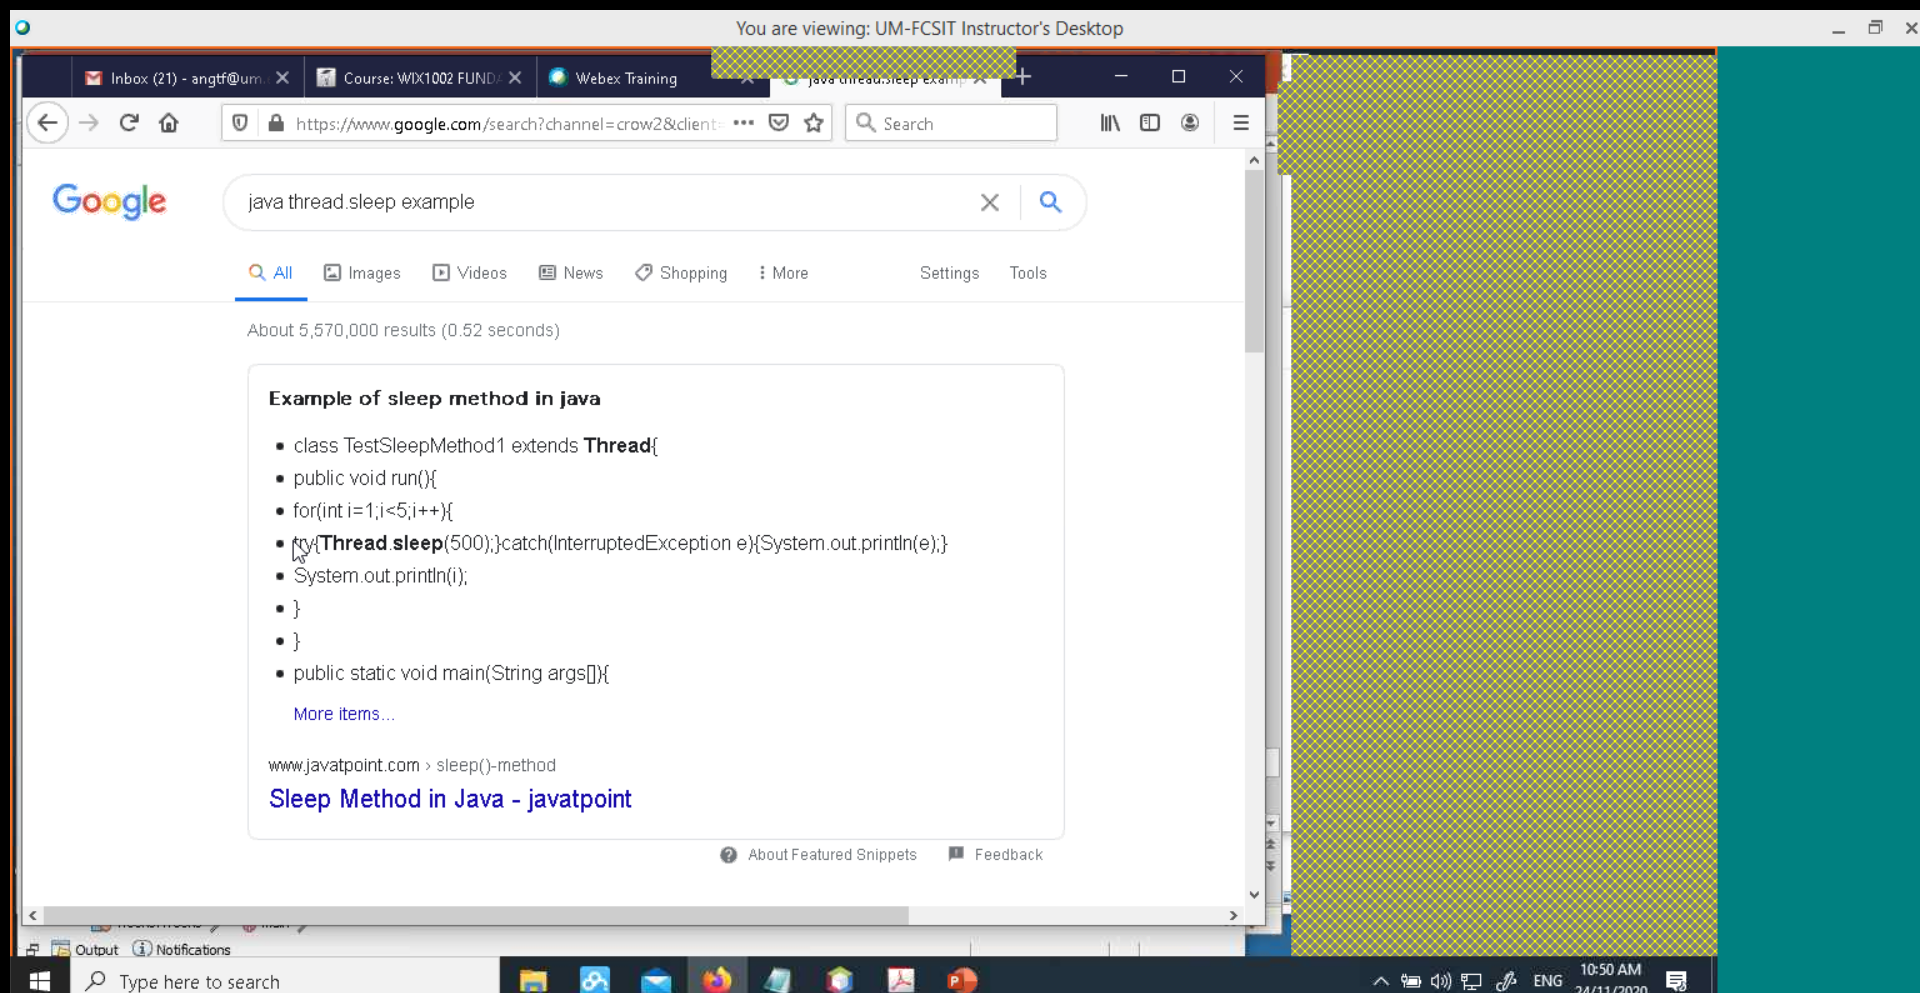 You are viewing: UM-FCSIT Instructor's Desktop
Inbox (21) - angtf@um.
Course: WIX1002 FUNDA
Webex Training
java thread.sleep examp
https://www.google.com/search?channel=crow2&client=
Search
Google
java thread.sleep example
All
Images
Videos
News
Shopping
More
Settings
Tools
About 5,570,000 results (0.52 seconds)
Example of sleep method in java
class TestSleepMethod1 extends Thread{
public void run(){
for(int i=1;i<5;i++){
try{Thread.sleep(500);}catch(InterruptedException e){System.out.println(e);}
System.out.println(i);
}
}
public static void main(String args[]){
More items...
www.javatpoint.com › sleep()-method
Sleep Method in Java - javatpoint
About Featured Snippets
Feedback
Output
Notifications
Type here to search
ENG
10:50 AM
24/11/2020